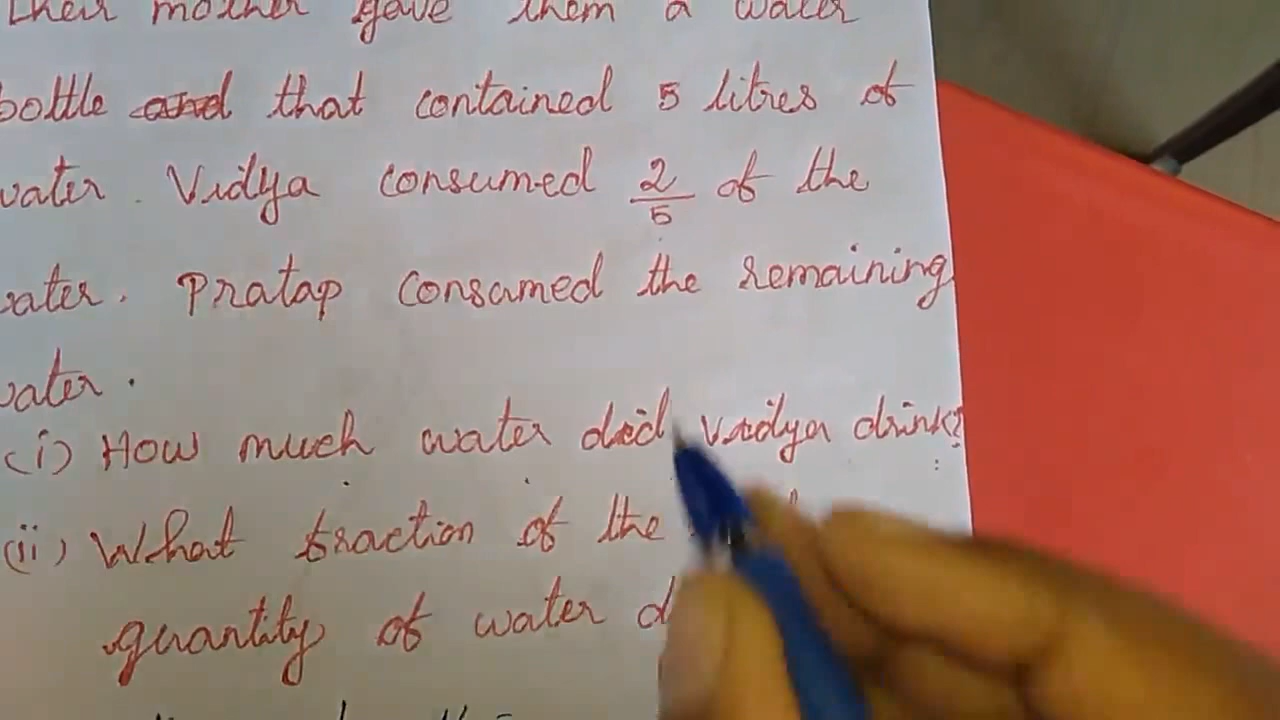 their mother gave them a water
bottle and that contained 5 litres of
water. Vidya consumed 2/5 of the
water. Pratap consumed the remaining
water.
(i) How much water did Vidya drink?
(ii) What fraction of the
quantity of water